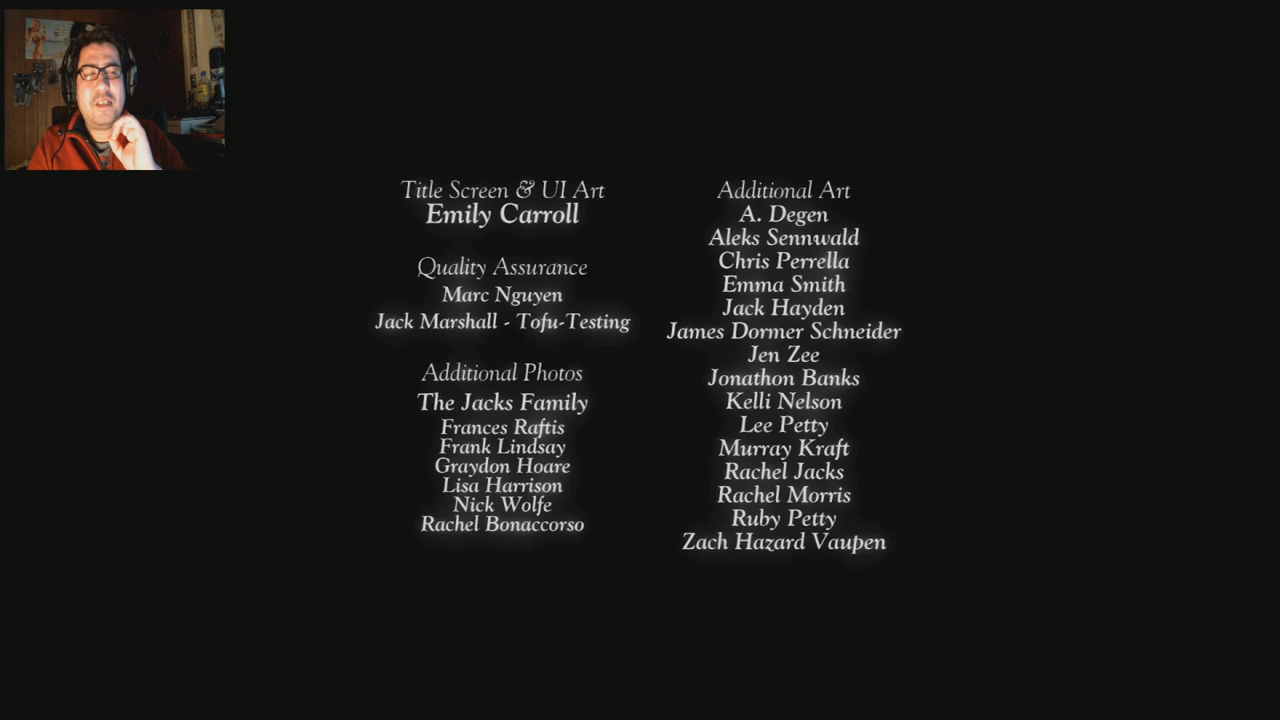 Title Screen & UI Art
Emily Carroll
Quality Assurance
Marc Nguyen
Jack Marshall - Tofu-Testing
Additional Photos
The Jacks Family
Frances Raftis
Frank Lindsay
Graydon Hoare
Lisa Harrison
Nick Wolfe
Rachel Bonaccorso
Additional Art
A. Degen
Aleks Sennwald
Chris Perrella
Emma Smith
Jack Hayden
James Dormer Schneider
Jen Zee
Jonathon Banks
Kelli Nelson
Lee Petty
Murray Kraft
Rachel Jacks
Rachel Morris
Ruby Petty
Zach Hazard Vaupen